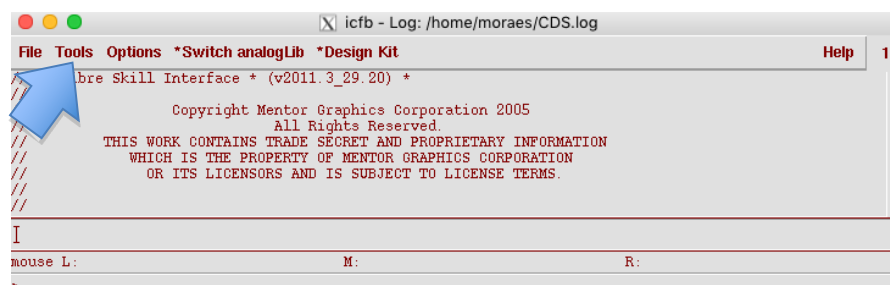 icfb - Log: /home/moraes/CDS.log
File Tools Options *Switch analogLib *Design Kit Help 1
// Skill Interface * (v2011.3_29.20) *
//
// Copyright Mentor Graphics Corporation 2005
// All Rights Reserved.
// THIS WORK CONTAINS TRADE SECRET AND PROPRIETARY INFORMATION
// WHICH IS THE PROPERTY OF MENTOR GRAPHICS CORPORATION
// OR ITS LICENSORS AND IS SUBJECT TO LICENSE TERMS.
//
//
mouse L: M: R: